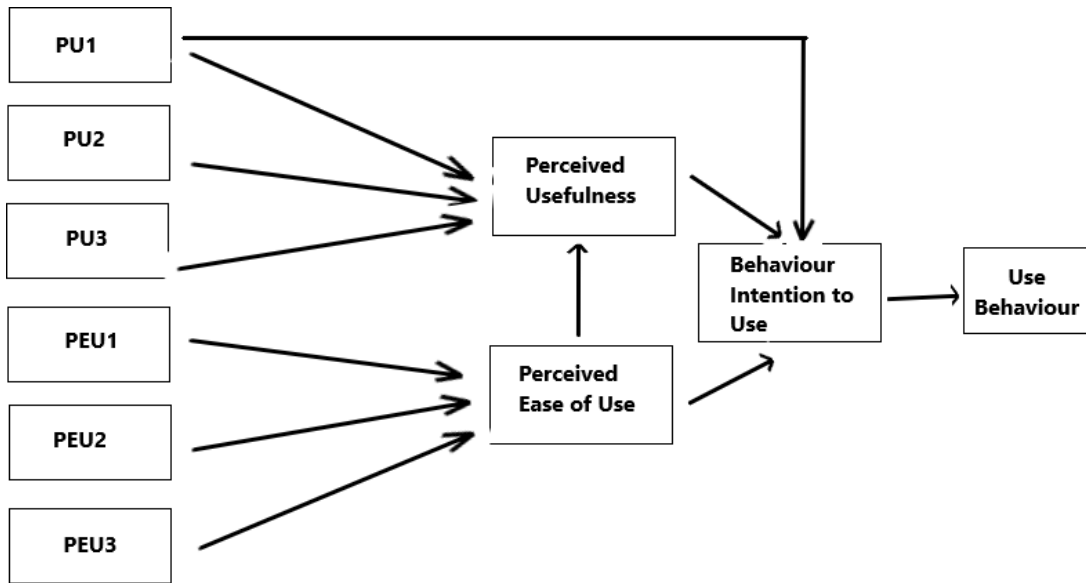 PU1
PU2
PU3
PEU1
PEU2
PEU3
Perceived
Usefulness
Perceived
Ease of Use
Behaviour
Intention to
Use
Use
Behaviour